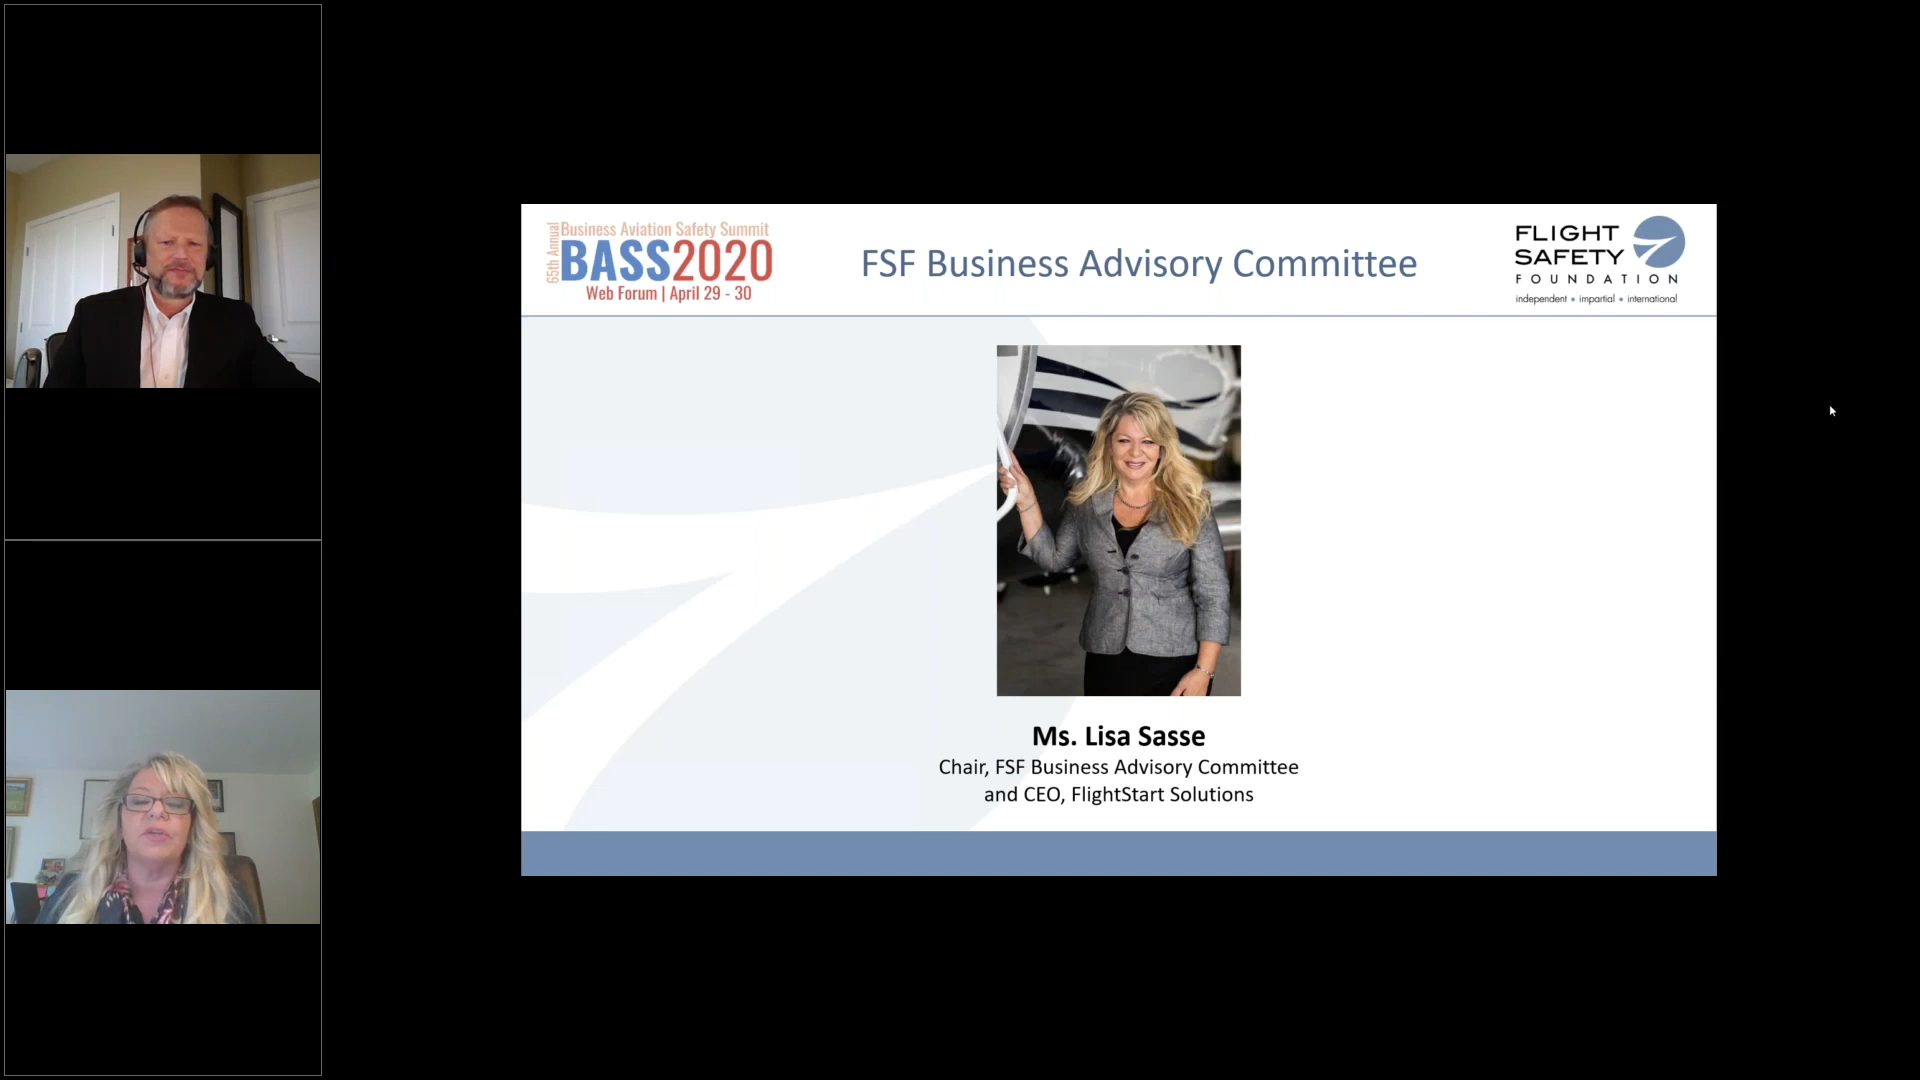 65th Annual
Business Aviation Safety Summit
BASS2020
Web Forum | April 29 - 30
FSF Business Advisory Committee
FLIGHT
SAFETY
FOUNDATION
independent • impartial • international
Ms. Lisa Sasse
Chair, FSF Business Advisory Committee
and CEO, FlightStart Solutions